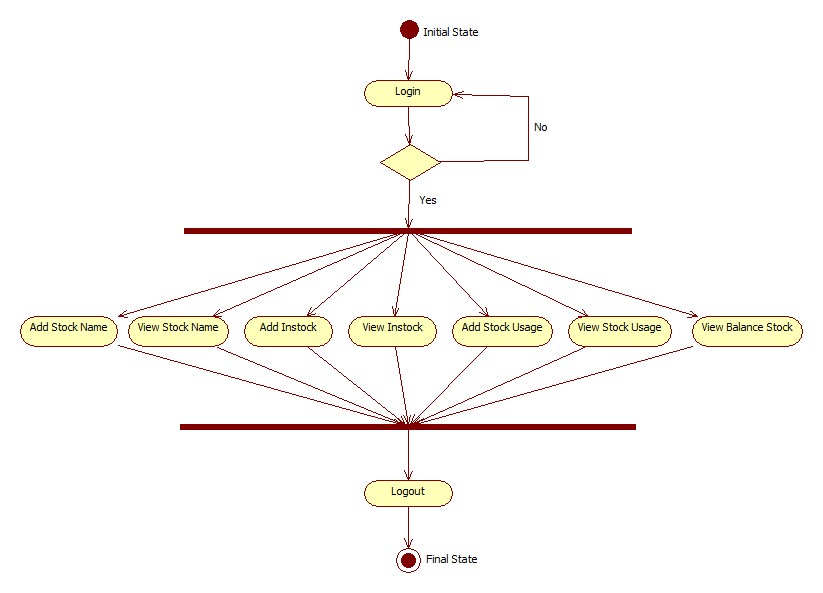 Initial State
Login
No
Yes
Add Stock Name
View Stock Name
Add Instock
View Instock
Add Stock Usage
View Stock Usage
View Balance Stock
Logout
Final State